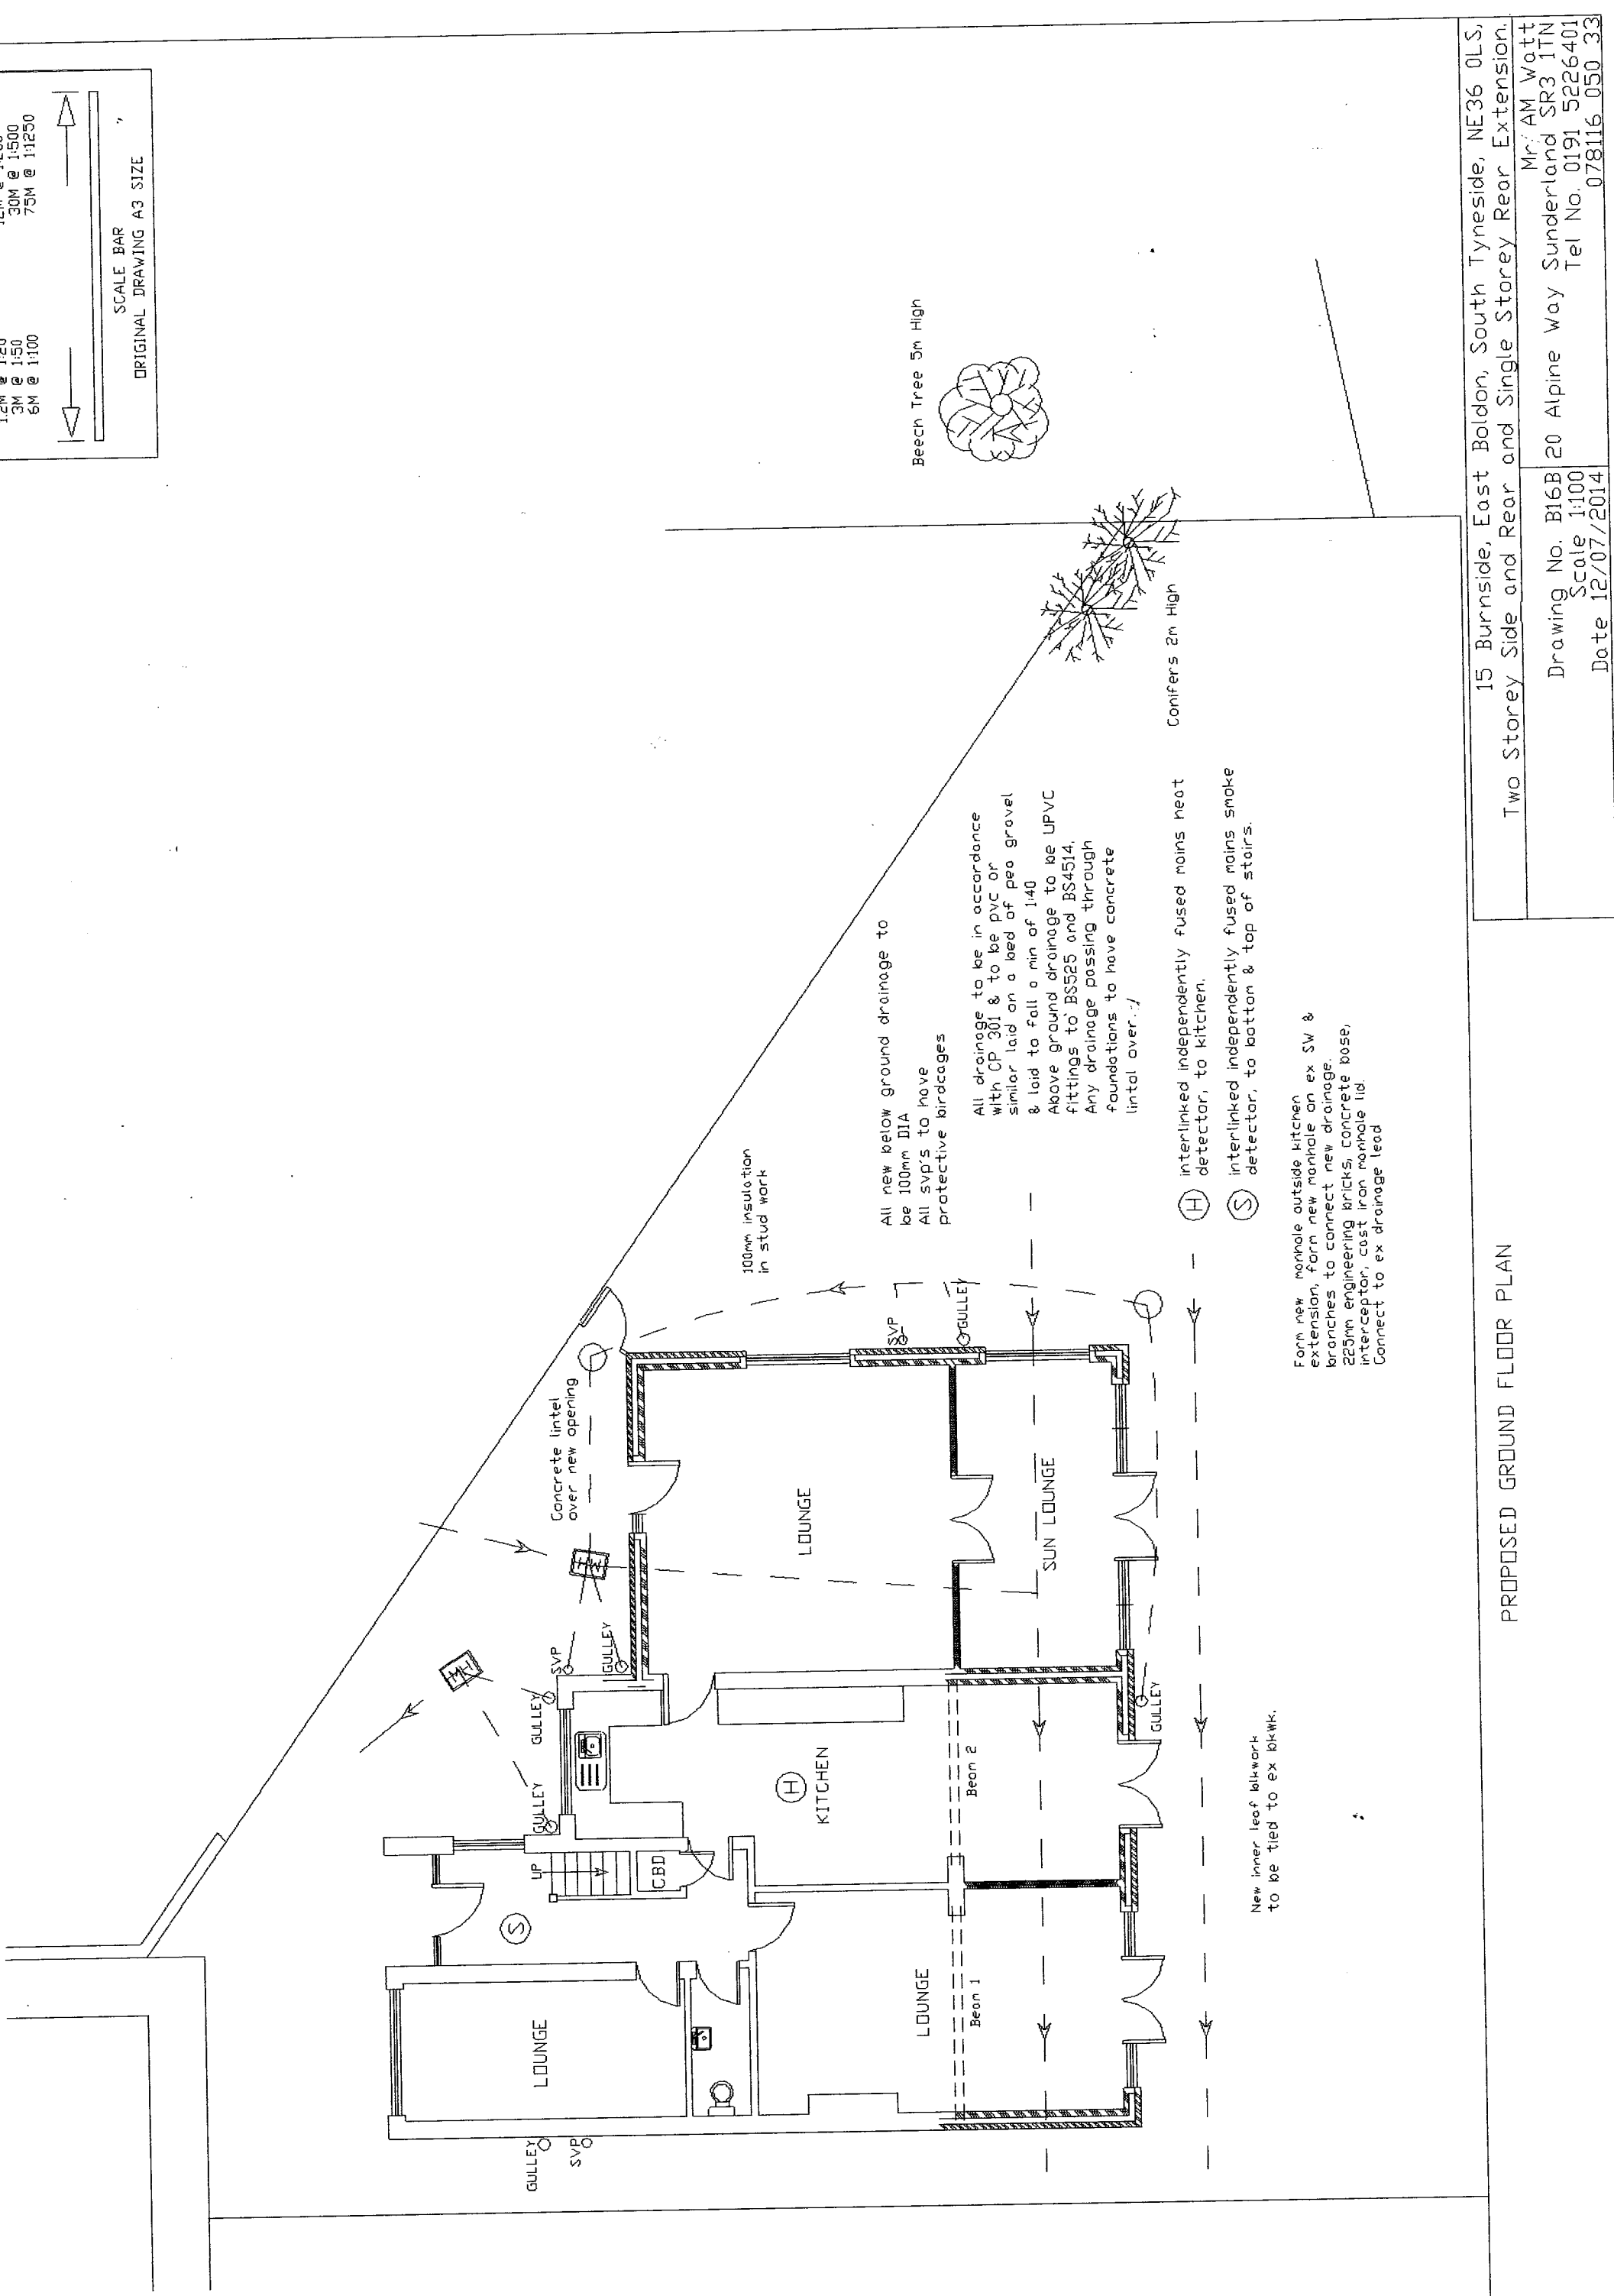 30M @ 1:500
75M @ 1:1250
1.2M @ 1:20
3M @ 1:50
6M @ 1:100
SCALE BAR
ORIGINAL DRAWING A3 SIZE
Beech Tree 5m High
Conifers 2m High
100mm insulation
in stud work
All new below ground drainage to
be 100mm DIA
All svp's to have
protective birdcages
All drainage to be in accordance
with CP 301 & to be pvc or
similar laid on a bed of pea gravel
& laid to fall a min of 1:40
Above ground drainage to be UPVC
fittings to BS525 and BS4514.
Any drainage passing through
foundations to have concrete
lintol over.
H interlinked independently fused mains heat
detector, to kitchen.
S interlinked independently fused mains smoke
detector, to bottom & top of stairs.
Form new manhole outside kitchen
extension, form new manhole on ex SW &
branches to connect new drainage.
225mm engineering bricks, concrete base,
interceptor, cast iron manhole lid.
Connect to ex drainage lead
Concrete lintel
over new opening
SVP
GULLEY
LOUNGE
SUN LOUNGE
MH
SVP
GULLEY
GULLEY
MH
GULLEY
GULLEY
UP
CBD
H
KITCHEN
Beam 2
S
LOUNGE
LOUNGE
Beam 1
GULLEY
SVP
New inner leaf blkwork
to be tied to ex bkwk.
PROPOSED GROUND FLOOR PLAN
15 Burnside, East Boldon, South Tyneside, NE36 0LS,
Two Storey Side and Rear and Single Storey Rear Extension.
Drawing No. B16B
Scale 1:100
Date 12/07/2014
Mr AM Watt
20 Alpine Way Sunderland SR3 1TN
Tel No. 0191 5226401
078116 050 33